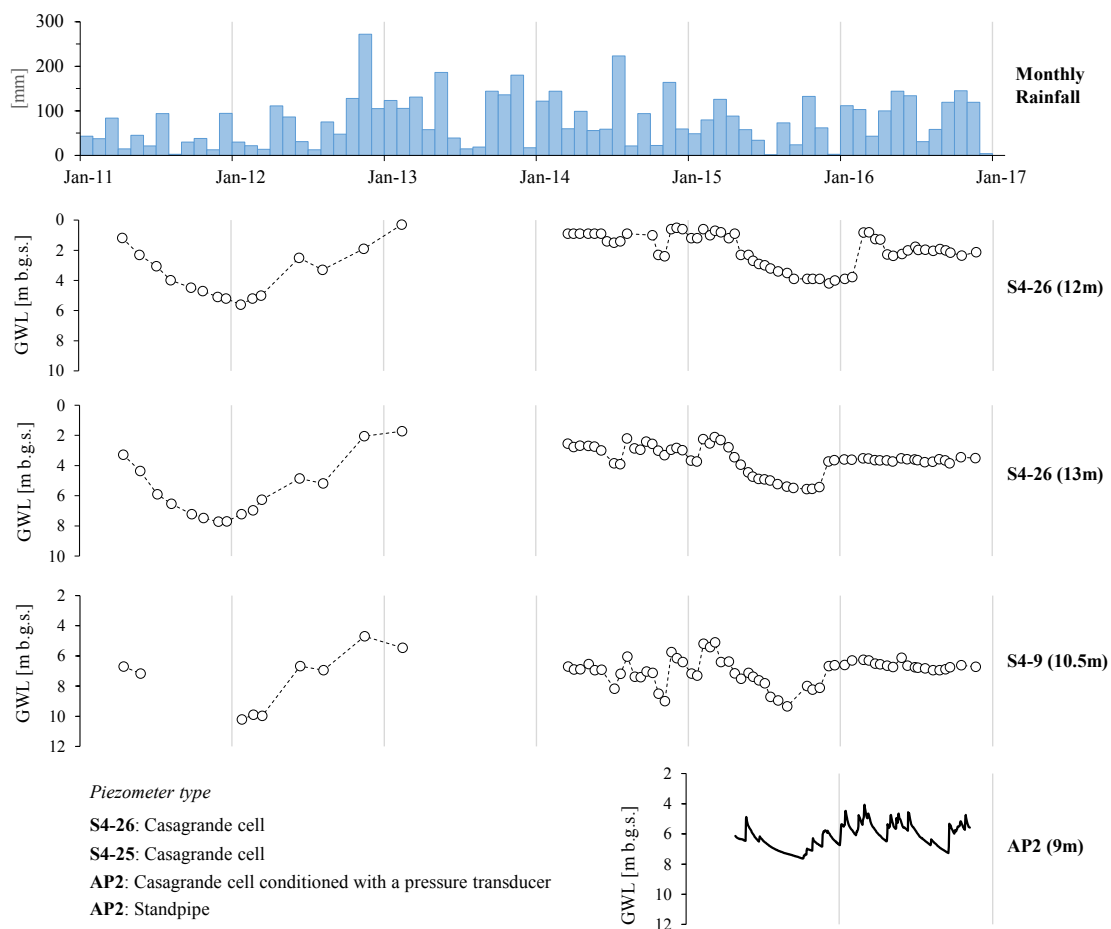 300
200
100
0
[mm]
Monthly
Rainfall
Jan-11 Jan-12 Jan-13 Jan-14 Jan-15 Jan-16 Jan-17
0
2
4
6
8
10
GWL [m b.g.s.]
S4-26 (12m)
0
2
4
6
8
10
GWL [m b.g.s.]
S4-26 (13m)
2
4
6
8
10
12
GWL [m b.g.s.]
S4-9 (10.5m)
2
4
6
8
10
12
GWL [m b.g.s.]
AP2 (9m)
Piezometer type
S4-26: Casagrande cell
S4-25: Casagrande cell
AP2: Casagrande cell conditioned with a pressure transducer
AP2: Standpipe